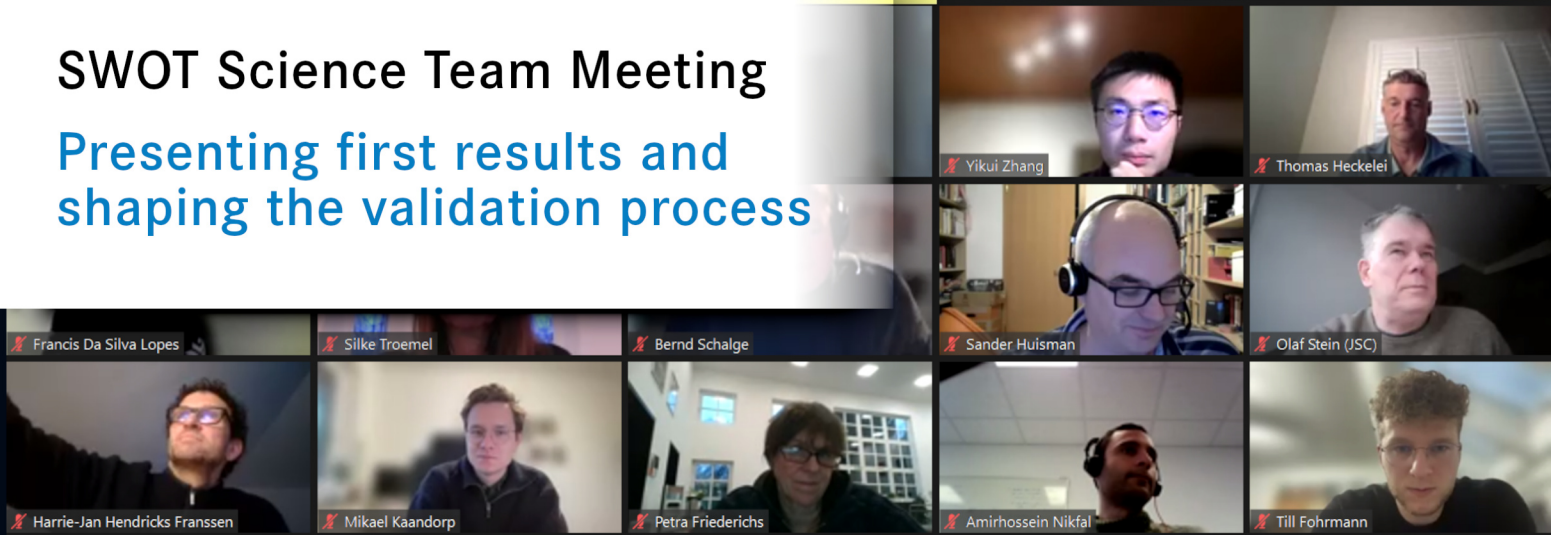 SWOT Science Team Meeting
Presenting first results and
shaping the validation process
Yikui Zhang
Thomas Heckelei
Francis Da Silva Lopes
Silke Troemel
Bernd Schalge
Sander Huisman
Olaf Stein (JSC)
Harrie-Jan Hendricks Franssen
Mikael Kaandorp
Petra Friederichs
Amirhossein Nikfal
Till Fohrmann